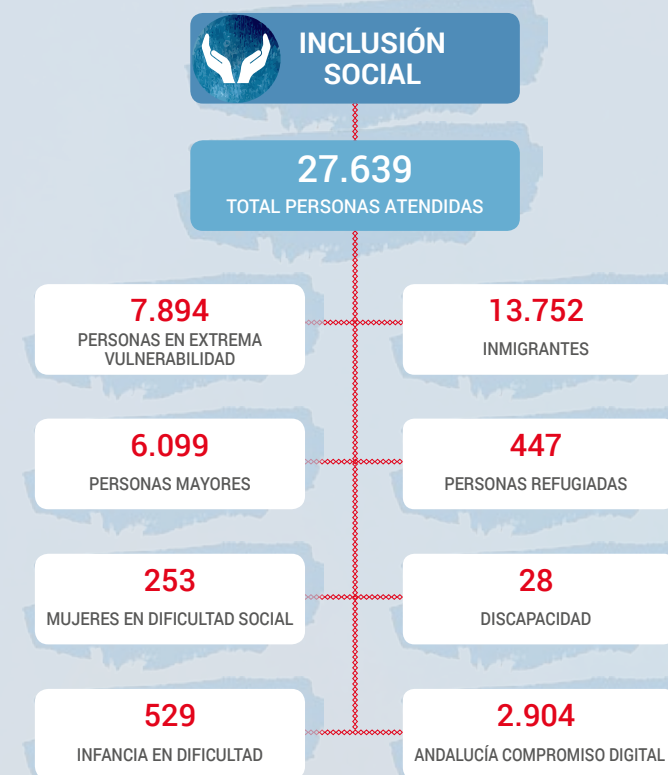 INCLUSIÓN
SOCIAL
27.639
TOTAL PERSONAS ATENDIDAS
7.894
PERSONAS EN EXTREMA
VULNERABILIDAD
13.752
INMIGRANTES
6.099
PERSONAS MAYORES
447
PERSONAS REFUGIADAS
253
MUJERES EN DIFICULTAD SOCIAL
28
DISCAPACIDAD
529
INFANCIA EN DIFICULTAD
2.904
ANDALUCÍA COMPROMISO DIGITAL